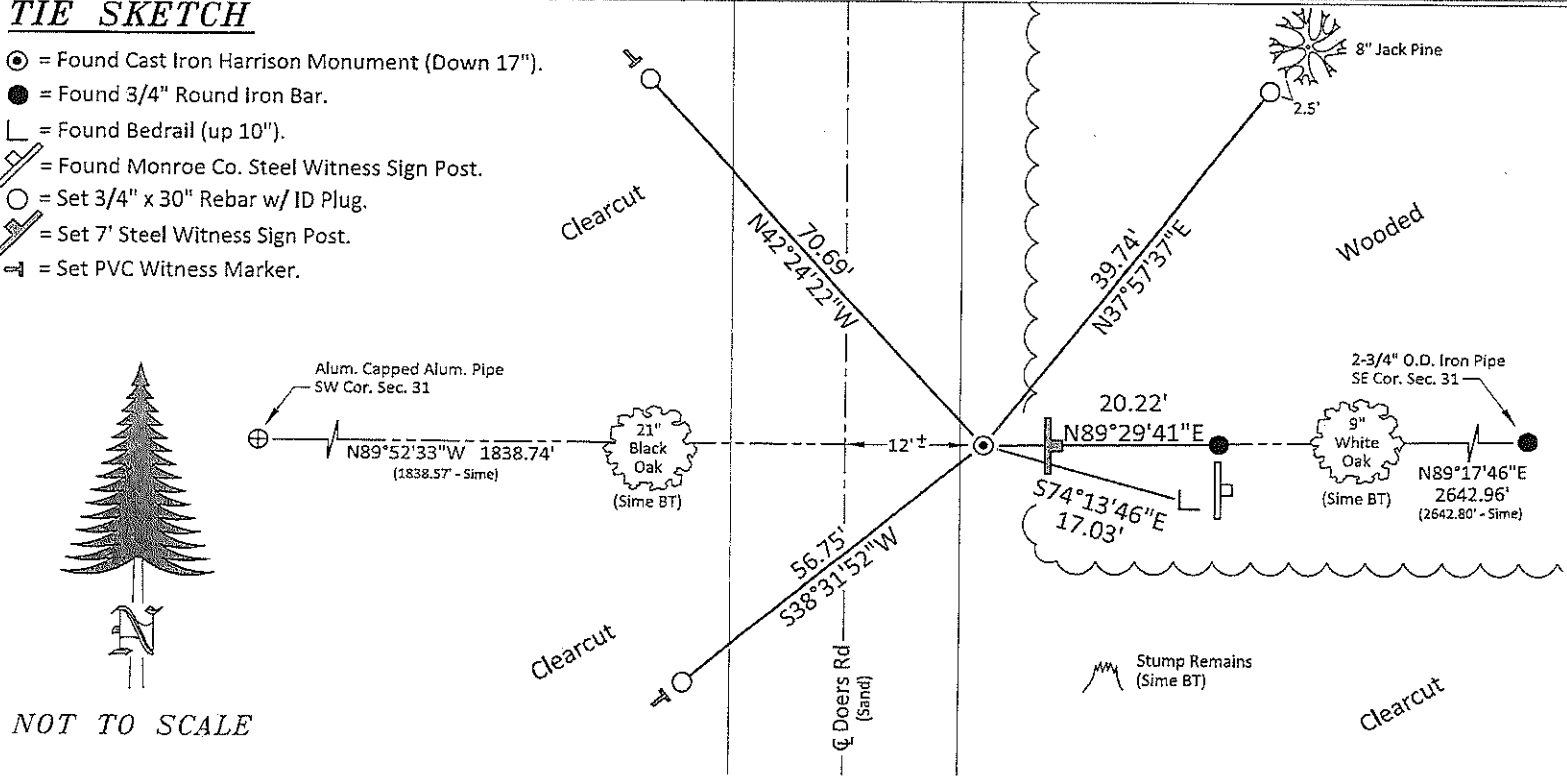 TIE SKETCH
= Found Cast Iron Harrison Monument (Down 17").
= Found 3/4" Round Iron Bar.
= Found Bedrail (up 10").
= Found Monroe Co. Steel Witness Sign Post.
= Set 3/4" x 30" Rebar w/ ID Plug.
= Set 7' Steel Witness Sign Post.
= Set PVC Witness Marker.
8" Jack Pine
2.5'
Clearcut
Wooded
70.69'
N42°24'22"W
39.74'
N37°57'37"E
Alum. Capped Alum. Pipe
SW Cor. Sec. 31
N89°52'33"W 1838.74'
(1838.57' - Sime)
21"
Black
Oak
(Sime BT)
12'±
20.22'
N89°29'41"E
S74°13'46"E
17.03'
9"
White
Oak
(Sime BT)
2-3/4" O.D. Iron Pipe
SE Cor. Sec. 31
N89°17'46"E
2642.96'
(2642.80' - Sime)
56.75'
S38°31'52"W
Clearcut
℄ Doers Rd
(Sand)
Stump Remains
(Sime BT)
Clearcut
N
NOT TO SCALE